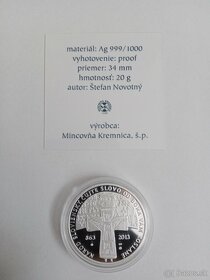 materiál: Ag 999/1000
vyhotovenie: proof
priemer: 34 mm
hmotnosť: 20 g
autor: Štefan Novotný
výrobca:
Mincovňa Kremnica, š.p.
863 2013